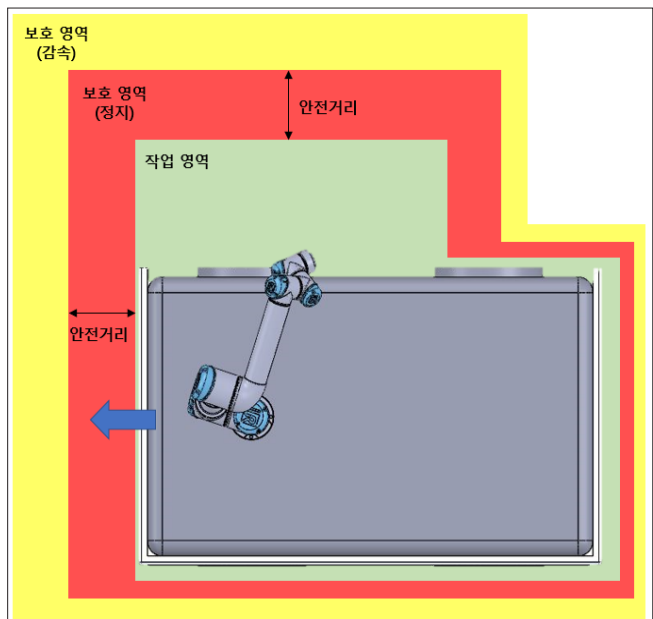 보호 영역
(감속)
보호 영역
(정지)
안전거리
작업 영역
안전거리